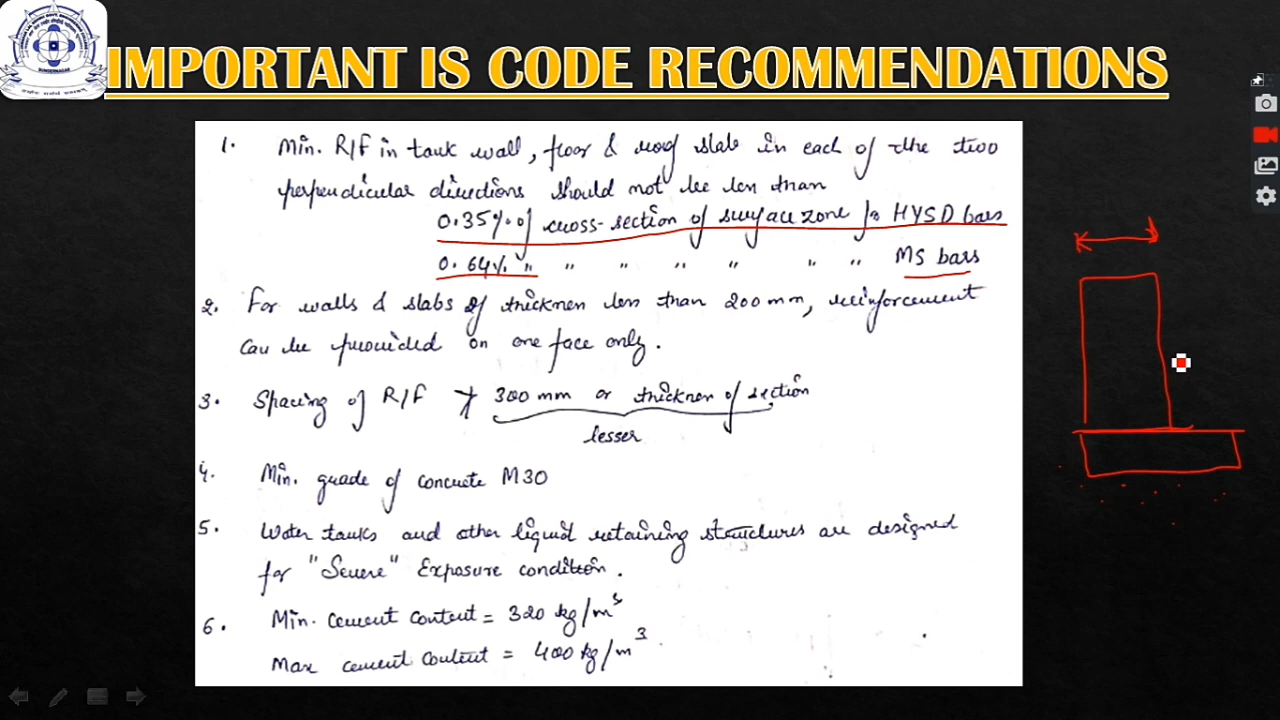 IMPORTANT IS CODE RECOMMENDATIONS
1. Min. R/F in tank wall, floor & roof slab in each of the two
perpendicular directions should not be less than
0.35% of cross-section of surface zone for HYSD bars
0.64% " " " " " " " MS bars
2. For walls & slabs of thickness less than 200 mm, reinforcement
can be provided on one face only.
3. Spacing of R/F ≯ 300 mm or thickness of section
lesser
4. Min. grade of concrete M30
5. Water tanks and other liquid retaining structures are designed
for "Severe" Exposure condition.
6. Min. cement content = 320 kg/m³
Max cement content = 400 kg/m³